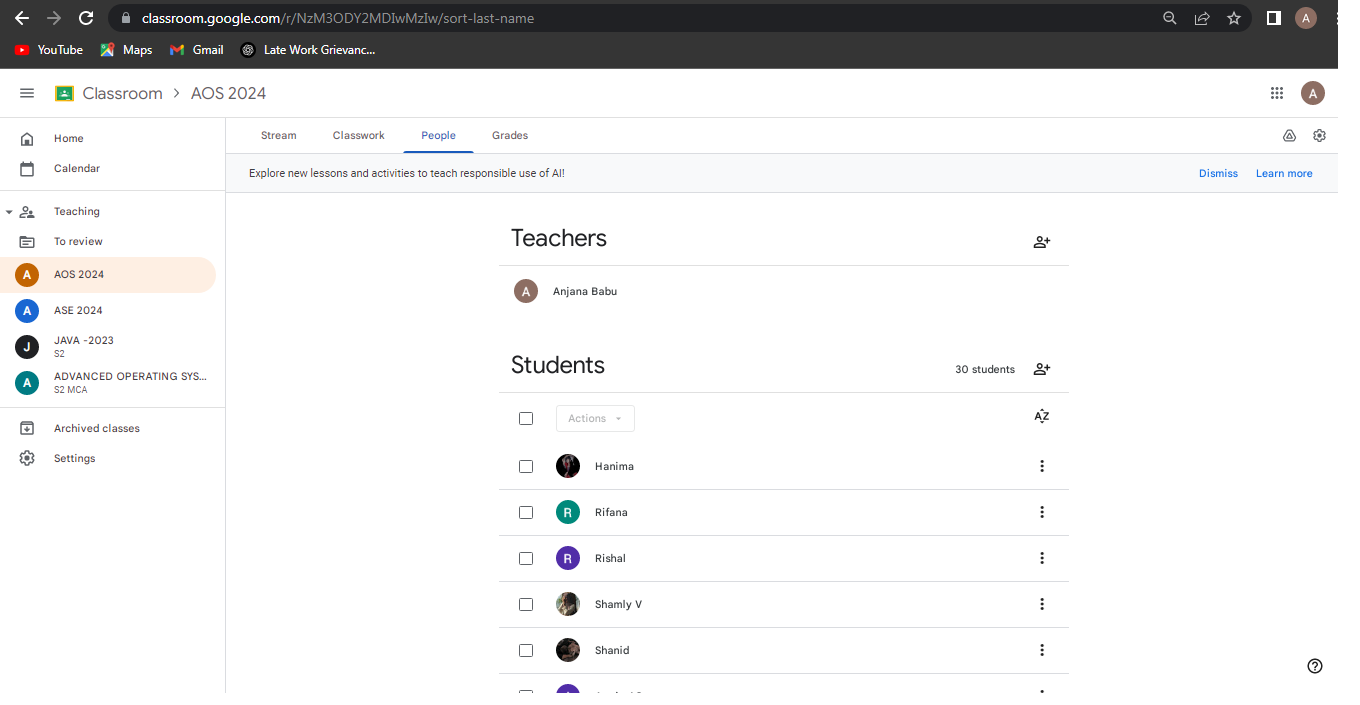 classroom.google.com/r/NzM3ODY2MDIwMzIw/sort-last-name
A
YouTube Maps Gmail Late Work Grievanc...
Classroom > AOS 2024
A
Home
Calendar
Teaching
To review
A AOS 2024
A ASE 2024
J JAVA -2023
S2
A ADVANCED OPERATING SYS...
S2 MCA
Archived classes
Settings
Stream Classwork People Grades
Explore new lessons and activities to teach responsible use of AI! Dismiss Learn more
Teachers
A Anjana Babu
Students 30 students
Actions AZ
Hanima
R Rifana
R Rishal
Shamly V
Shanid